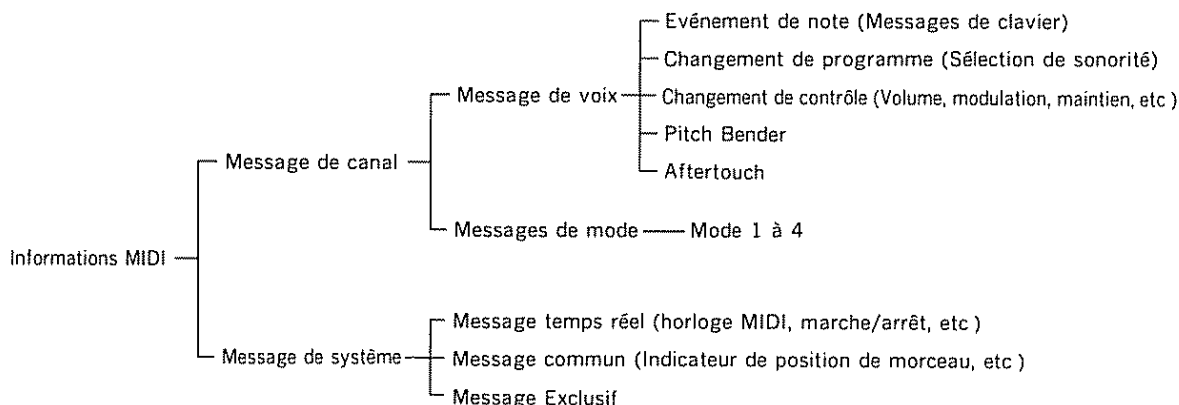 Evénement de note (Messages de clavier)
Changement de programme (Sélection de sonorité)
Message de voix
Changement de contrôle (Volume, modulation, maintien, etc )
Pitch Bender
Message de canal
Aftertouch
Messages de mode
Mode 1 à 4
Informations MIDI
Message temps réel (horloge MIDI, marche/arrêt, etc )
Message de système
Message commun (Indicateur de position de morceau, etc )
Message Exclusif